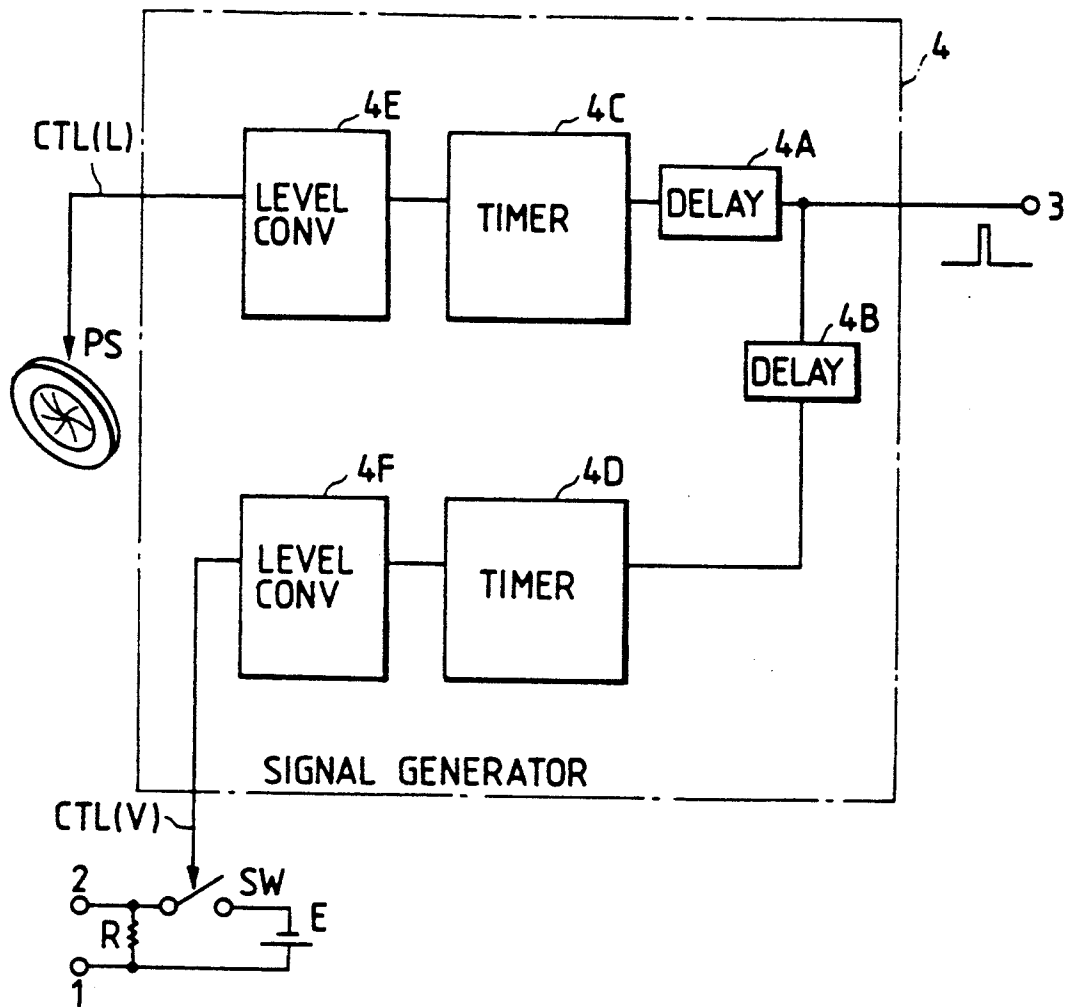 4
4E
4C
4A
CTL(L)
LEVEL
CONV
TIMER
DELAY
3
PS
4B
DELAY
4F
4D
LEVEL
CONV
TIMER
SIGNAL GENERATOR
CTL(V)
2
SW
R
E
1